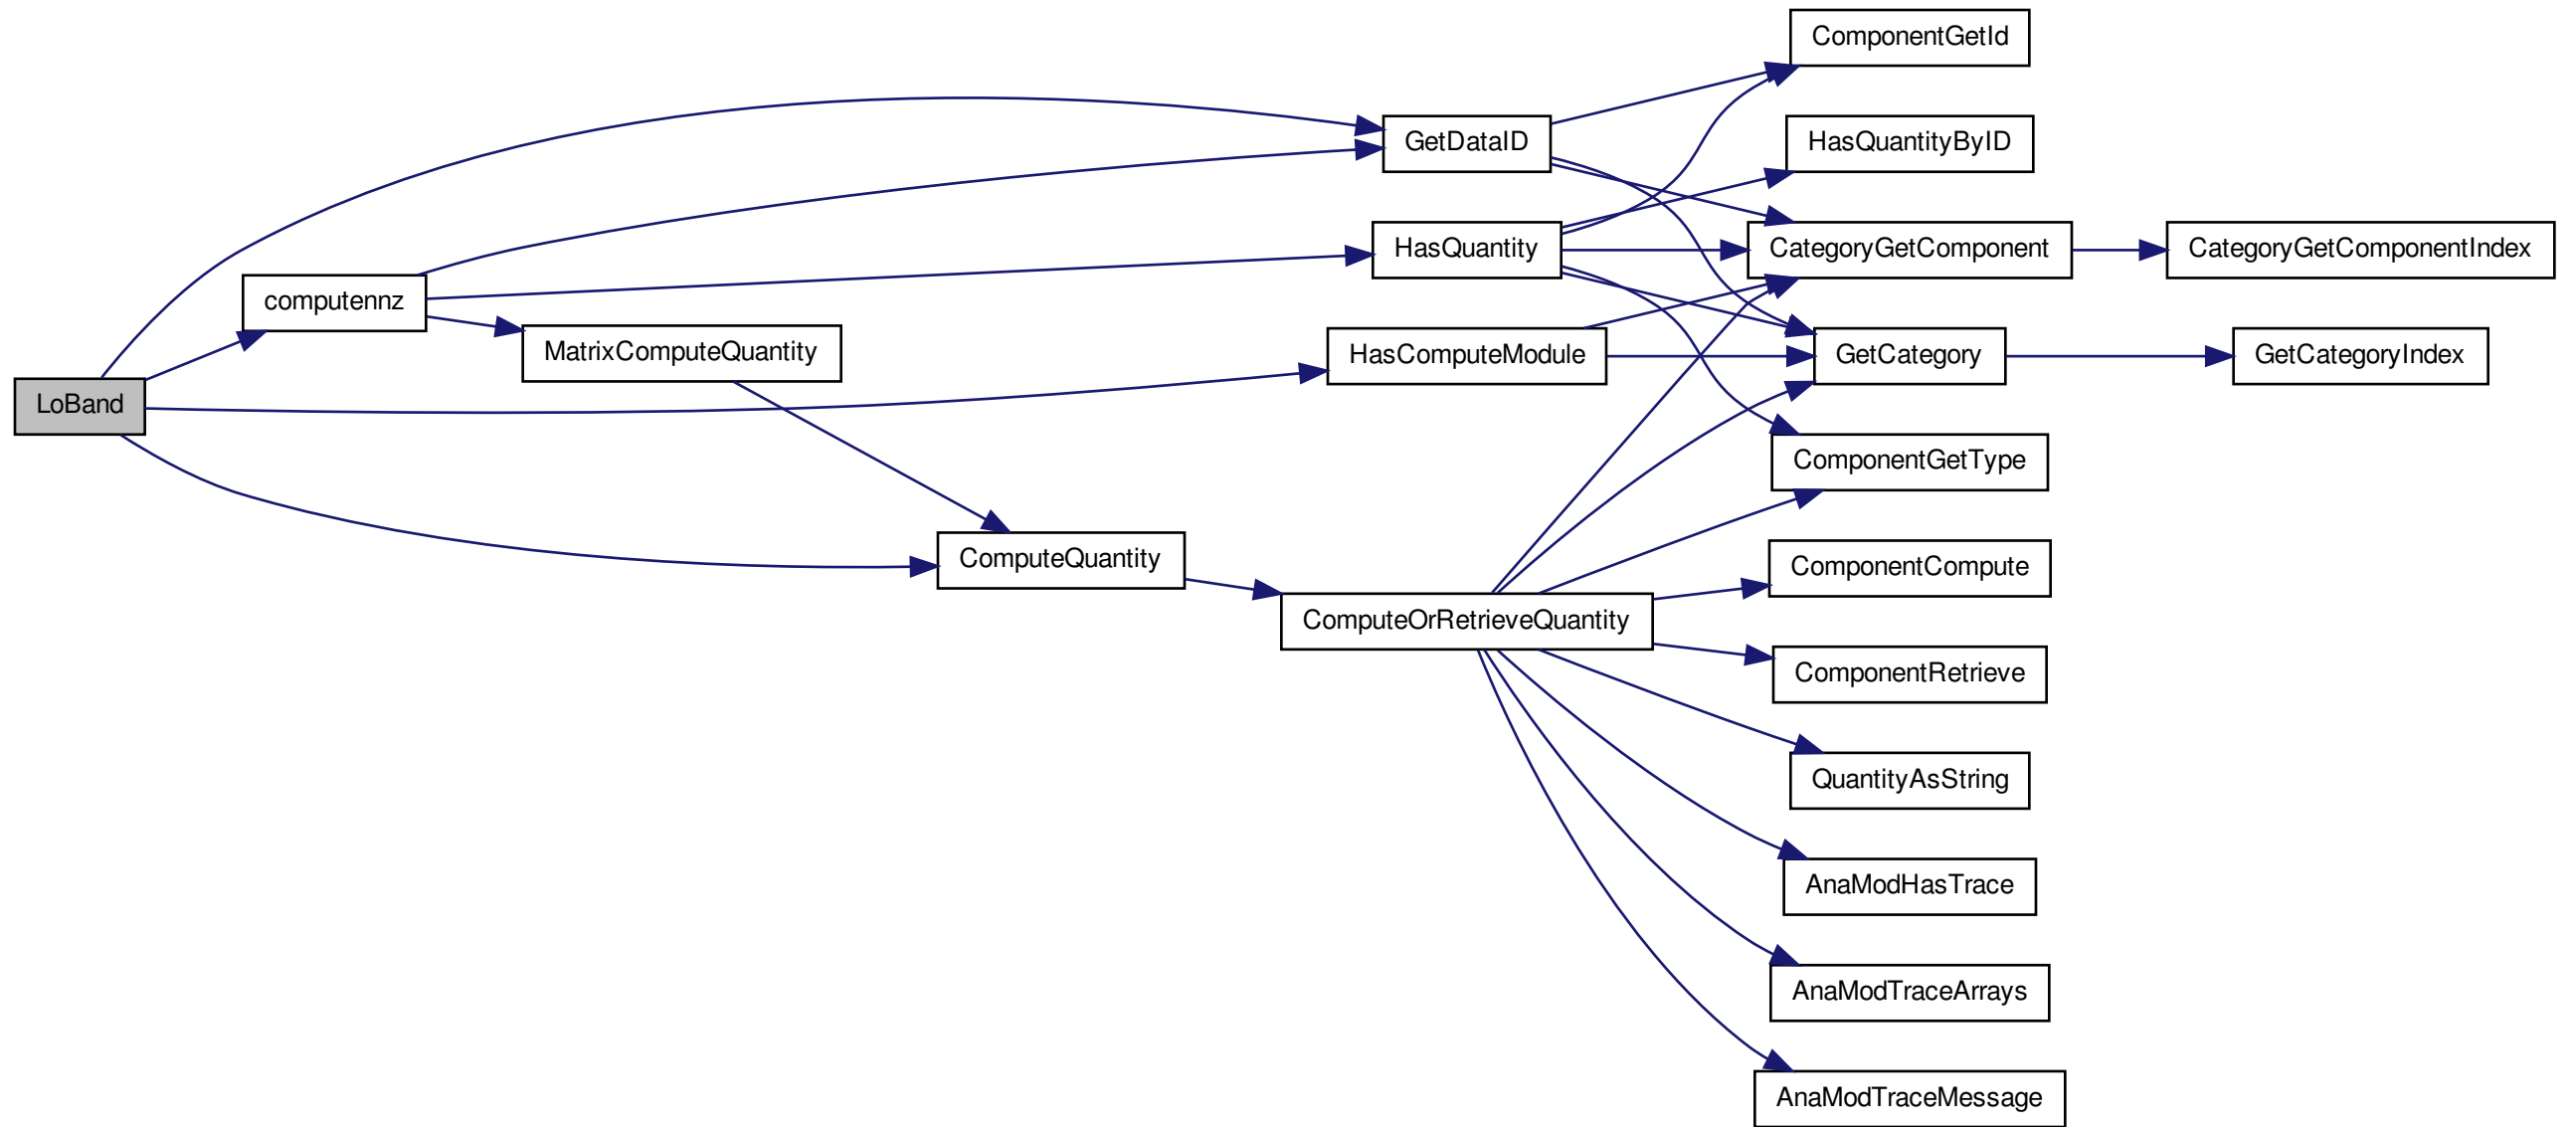 ComponentGetId
GetDataID
HasQuantityByID
HasQuantity
CategoryGetComponent
CategoryGetComponentIndex
computennz
MatrixComputeQuantity
HasComputeModule
GetCategory
GetCategoryIndex
LoBand
ComponentGetType
ComputeQuantity
ComponentCompute
ComputeOrRetrieveQuantity
ComponentRetrieve
QuantityAsString
AnaModHasTrace
AnaModTraceArrays
AnaModTraceMessage